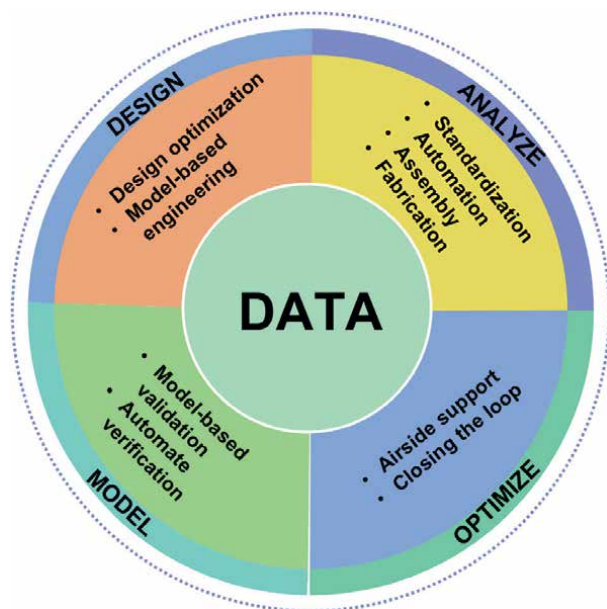 DESIGN
• Design optimization
• Model-based
engineering
ANALYZE
• Standardization
• Automation
• Assembly
• Fabrication
DATA
MODEL
• Model-based
validation
• Automate
verification
OPTIMIZE
• Airside support
• Closing the loop